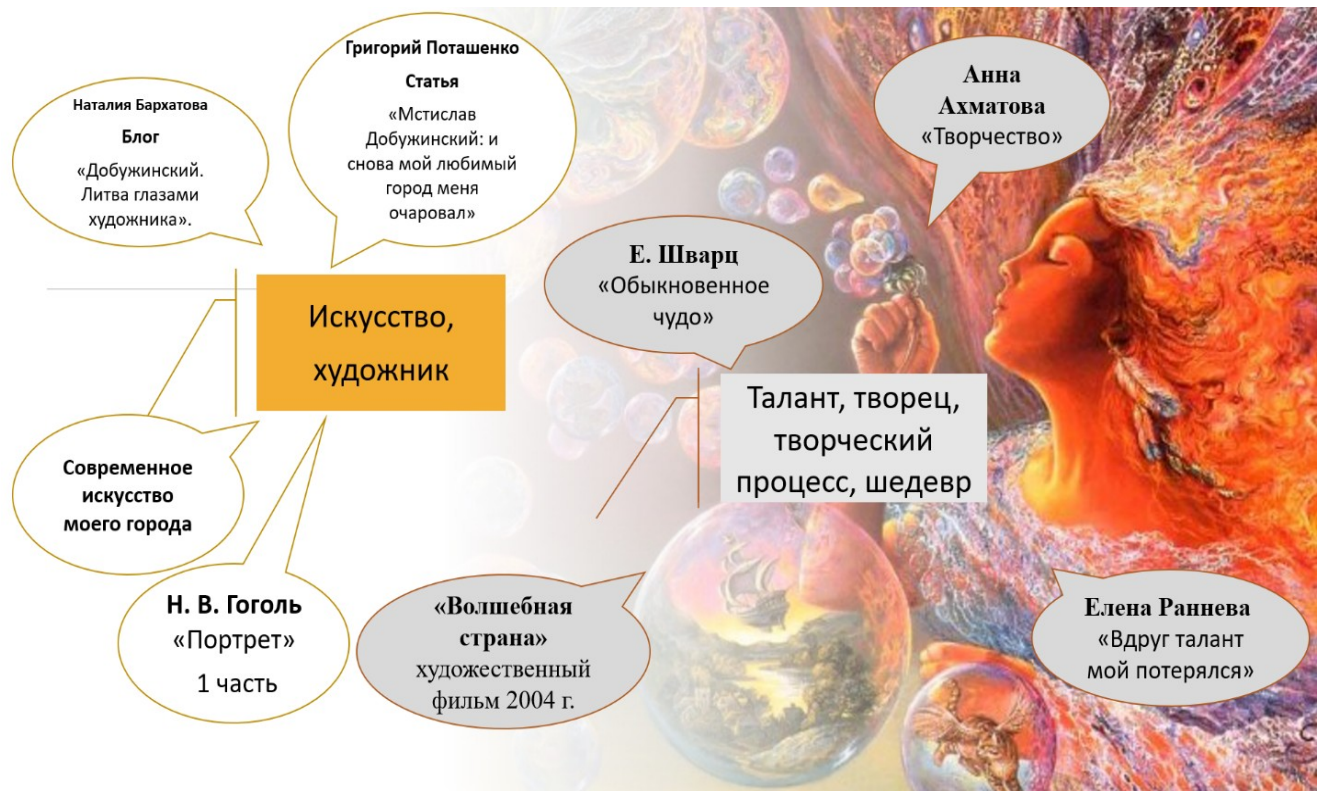 Наталия Бархатова
Блог
«Добужинский.
Литва глазами
художника».
Григорий Поташенко
Статья
«Мстислав
Добужинский: и
снова мой любимый
город меня
очаровал»
Искусство,
художник
Современное
искусство
моего города
Н. В. Гоголь
«Портрет»
1 часть
Анна
Ахматова
«Творчество»
Е. Шварц
«Обыкновенное
чудо»
Талант, творец,
творческий
процесс, шедевр
«Волшебная
страна»
художественный
фильм 2004 г.
Елена Раннева
«Вдруг талант
мой потерялся»